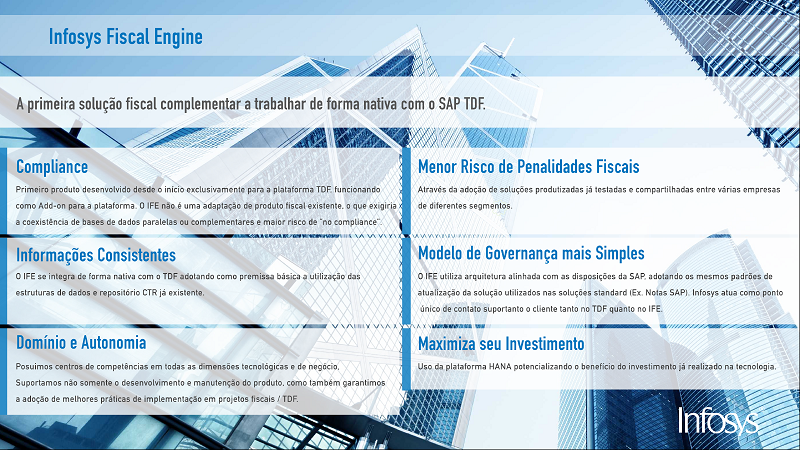 Infosys Fiscal Engine
A primeira solução fiscal complementar a trabalhar de forma nativa com o SAP TDF.
Compliance
Primeiro produto desenvolvido desde o início exclusivamente para a plataforma TDF, funcionando
como Add-on para a plataforma. O IFE não é uma adaptação de produto fiscal existente, o que exigiria
a coexistência de bases de dados paralelas ou complementares e maior risco de "no compliance".
Informações Consistentes
O IFE se integra de forma nativa com o TDF adotando como premissa básica a utilização das
estruturas de dados e repositório CTR já existente.
Domínio e Autonomia
Posuimos centros de competências em todas as dimensões tecnológicas e de negócio,
Suportamos não somente o desenvolvimento e manutenção do produto, como também garantimos
a adoção de melhores práticas de implementação em projetos fiscais / TDF.
Menor Risco de Penalidades Fiscais
Através da adoção de soluções produtizadas já testadas e compartilhadas entre várias empresas
de diferentes segmentos.
Modelo de Governança mais Simples
O IFE utiliza arquitetura alinhada com as disposições da SAP, adotando os mesmos padrões de
atualização da solução utilizados nas soluções standard (Ex. Notas SAP). Infosys atua como ponto
único de contato suportanto o cliente tanto no TDF quanto no IFE.
Maximiza seu Investimento
Uso da plataforma HANA potencializando o benefício do investimento já realizado na tecnologia.
Infosys